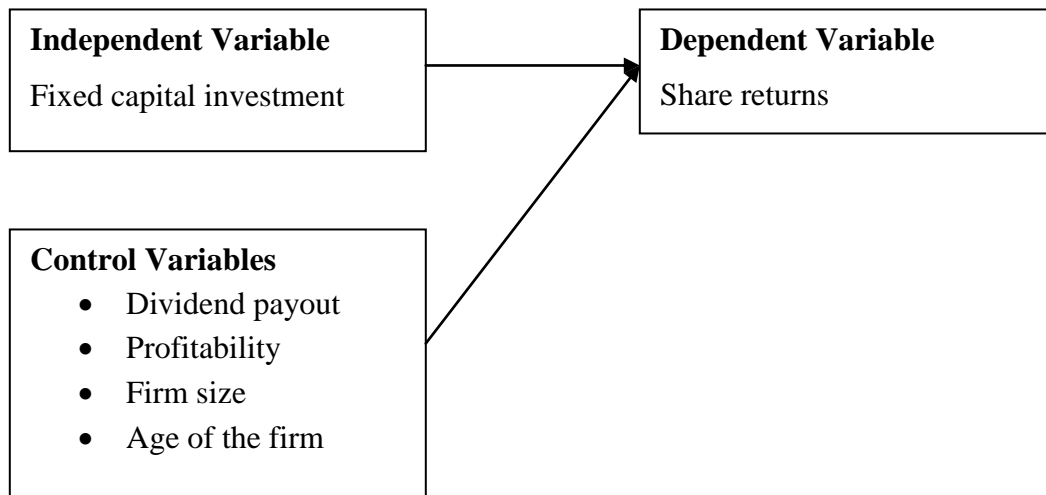 Independent Variable
Fixed capital investment
Dependent Variable
Share returns
Control Variables
• Dividend payout
• Profitability
• Firm size
• Age of the firm